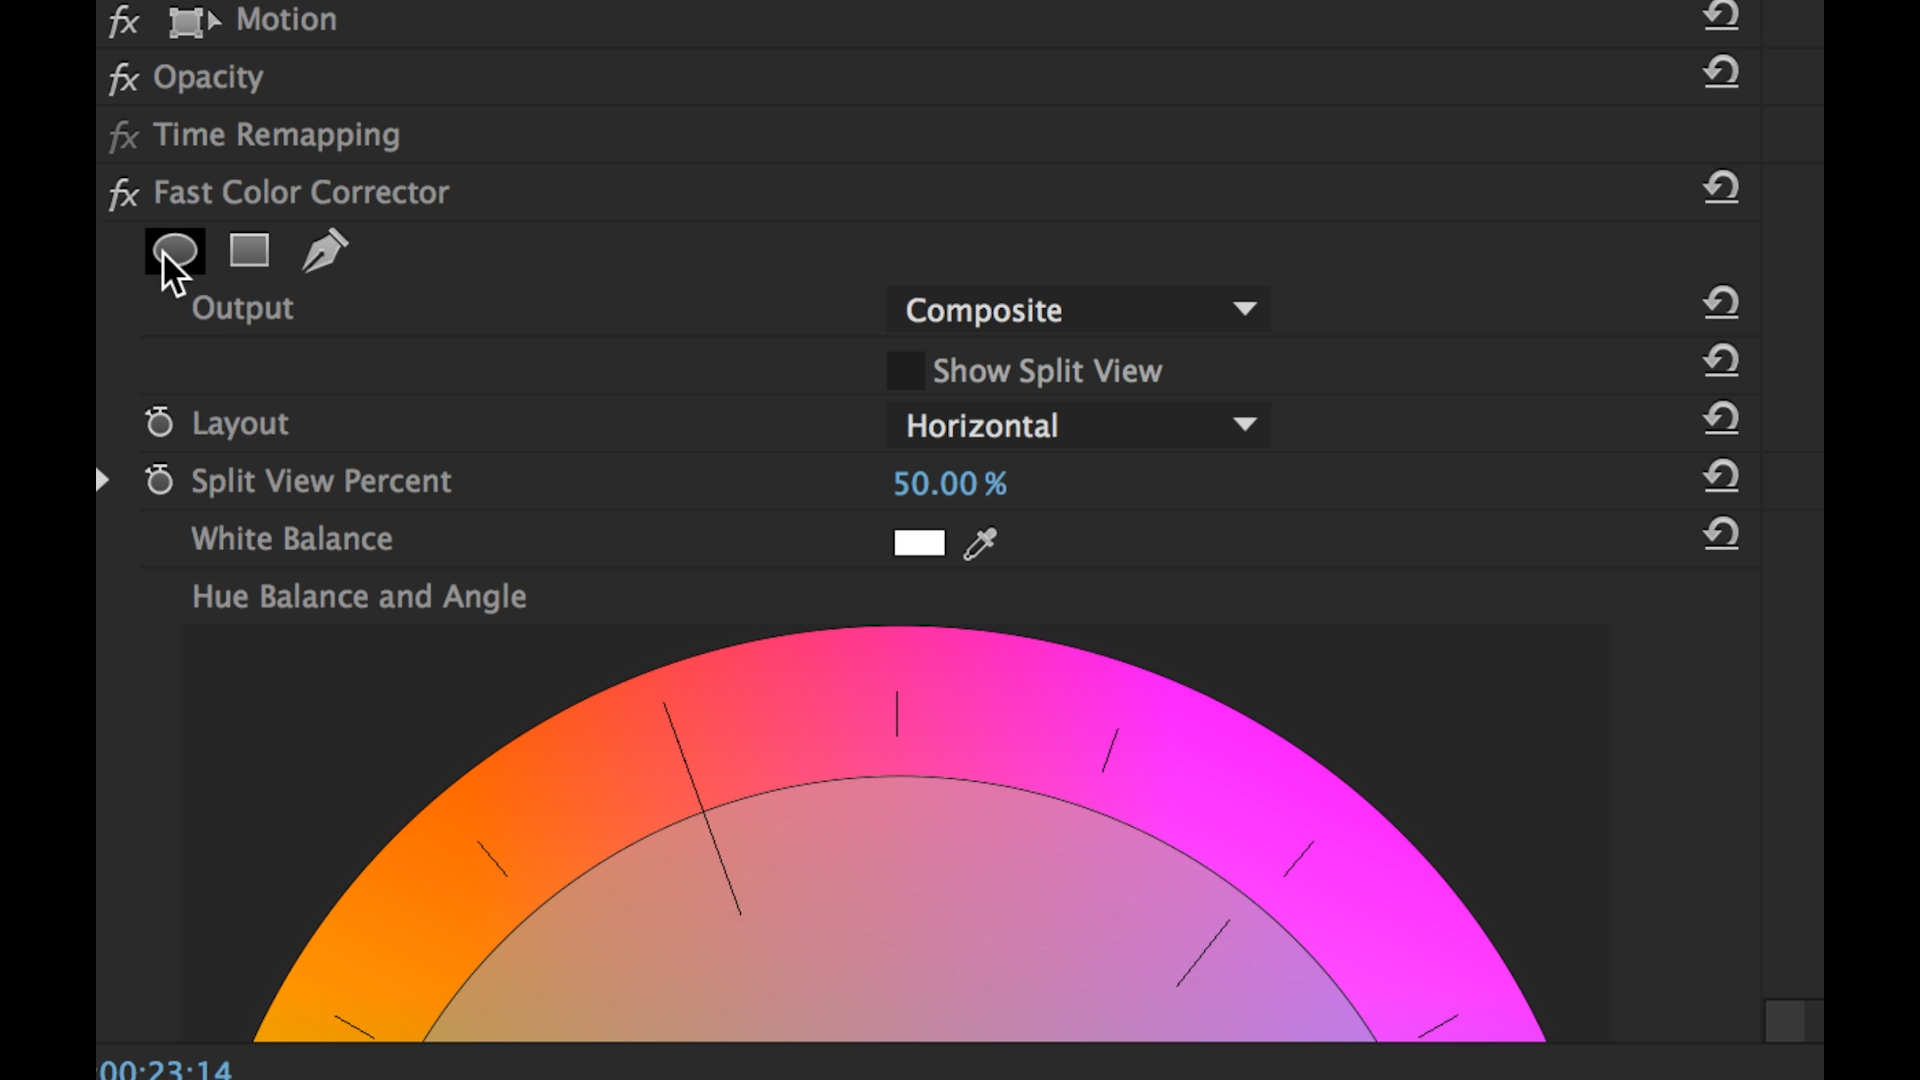 fx Motion
fx Opacity
fx Time Remapping
fx Fast Color Corrector
Output Composite
Show Split View
Layout Horizontal
Split View Percent 50.00 %
White Balance
Hue Balance and Angle
:00:23:14